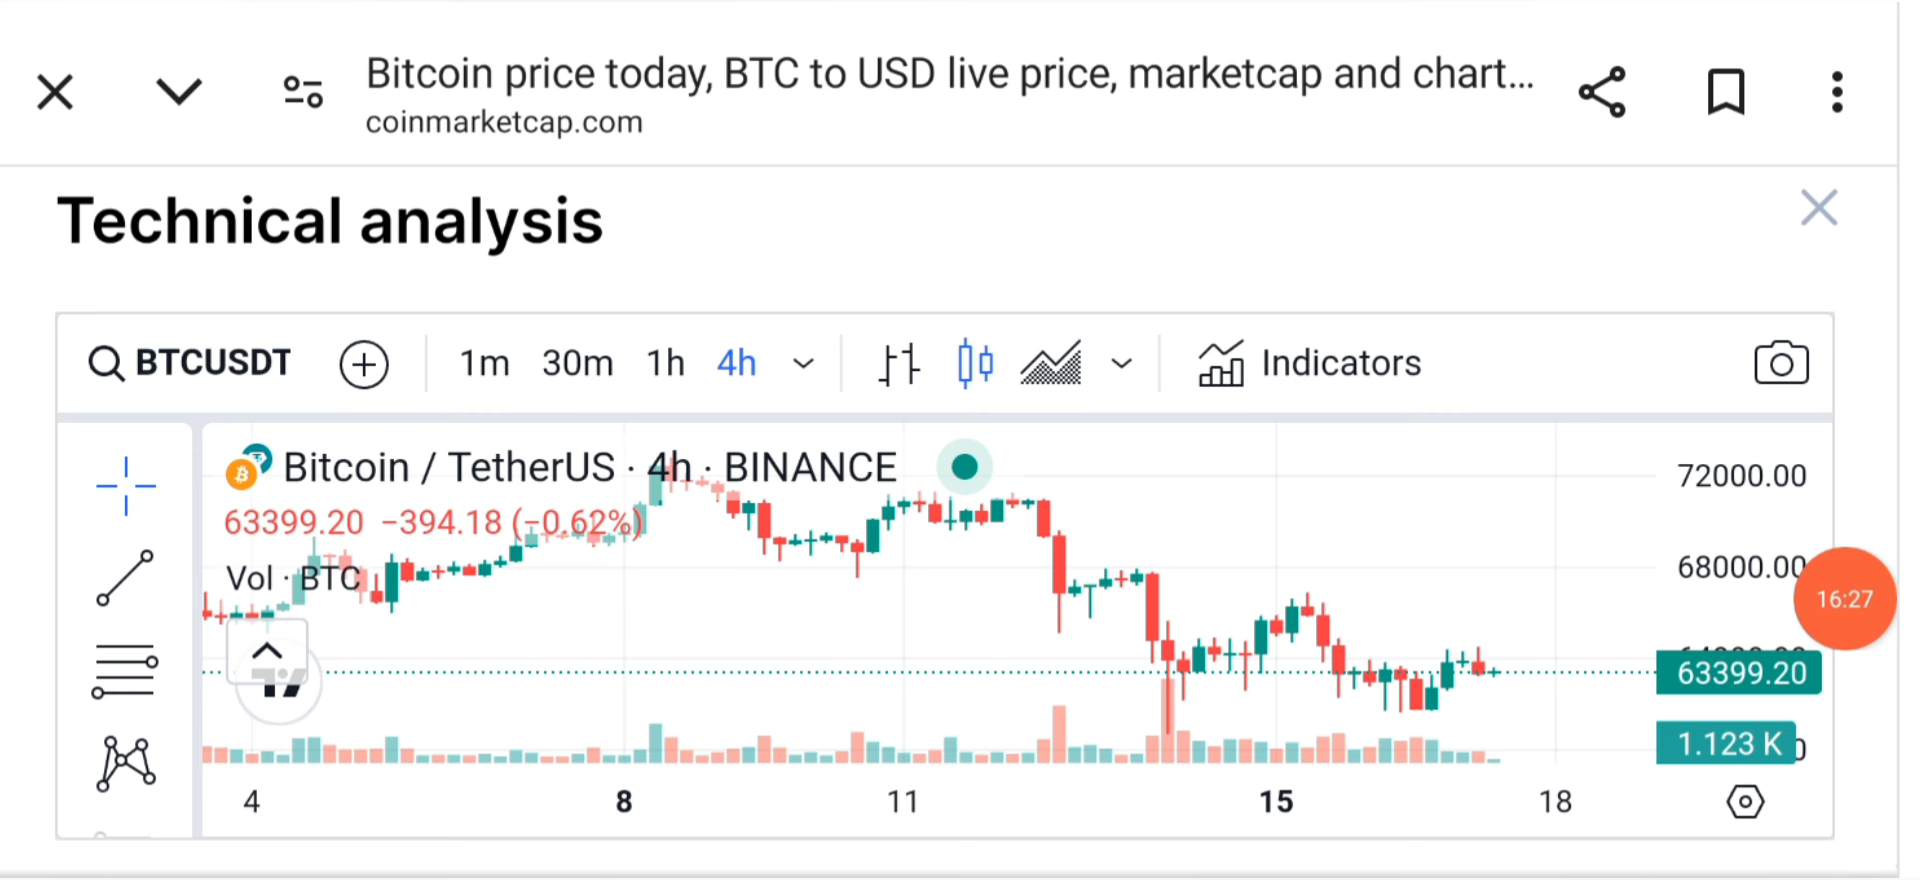 Bitcoin price today, BTC to USD live price, marketcap and chart...
coinmarketcap.com
Technical analysis
BTCUSDT 1m 30m 1h 4h Indicators
Bitcoin / TetherUS · 4h · BINANCE
72000.00
63399.20 −394.18 (−0.62%)
68000.00
Vol · BTC
16:27
63399.20
1.123 K
4 8 11 15 18